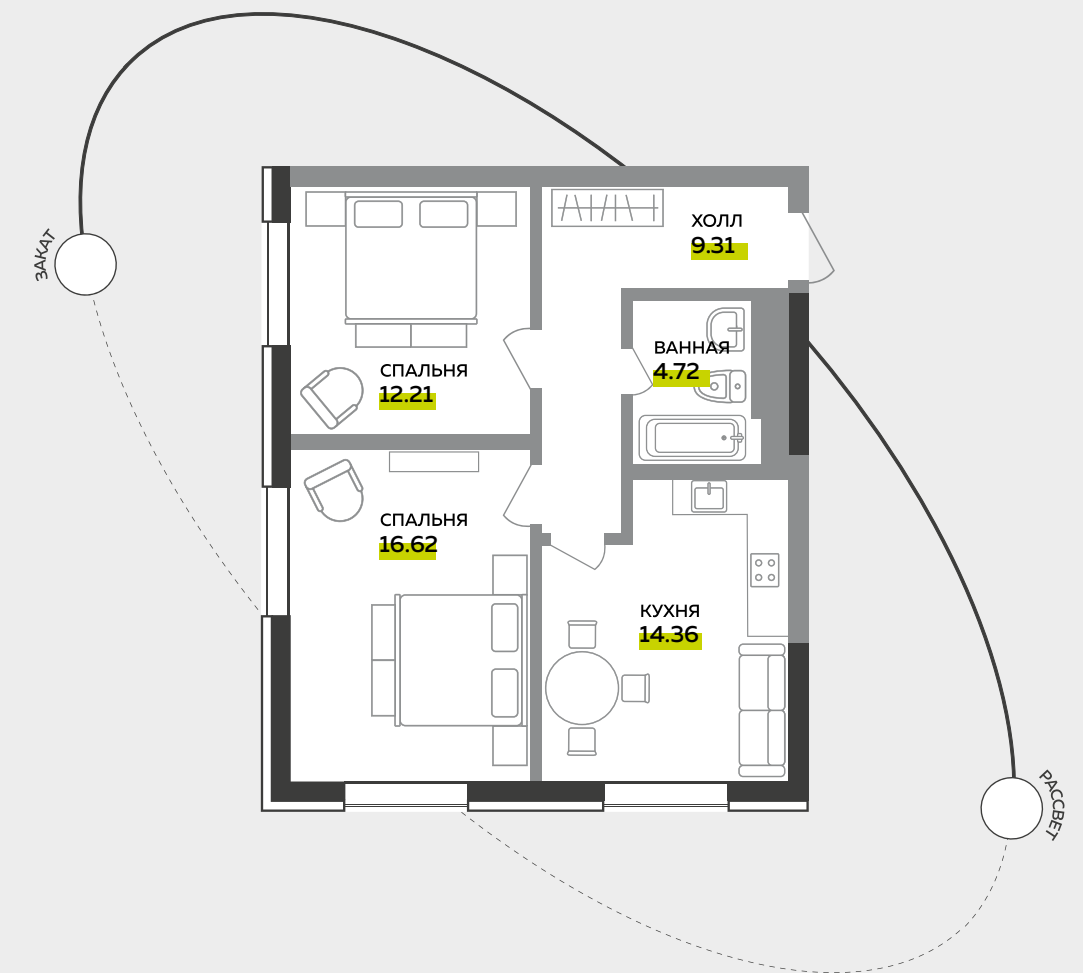 ЗАКАТ
ХОЛЛ
9.31
ВАННАЯ
4.72
СПАЛЬНЯ
12.21
СПАЛЬНЯ
16.62
КУХНЯ
14.36
РАССВЕТ